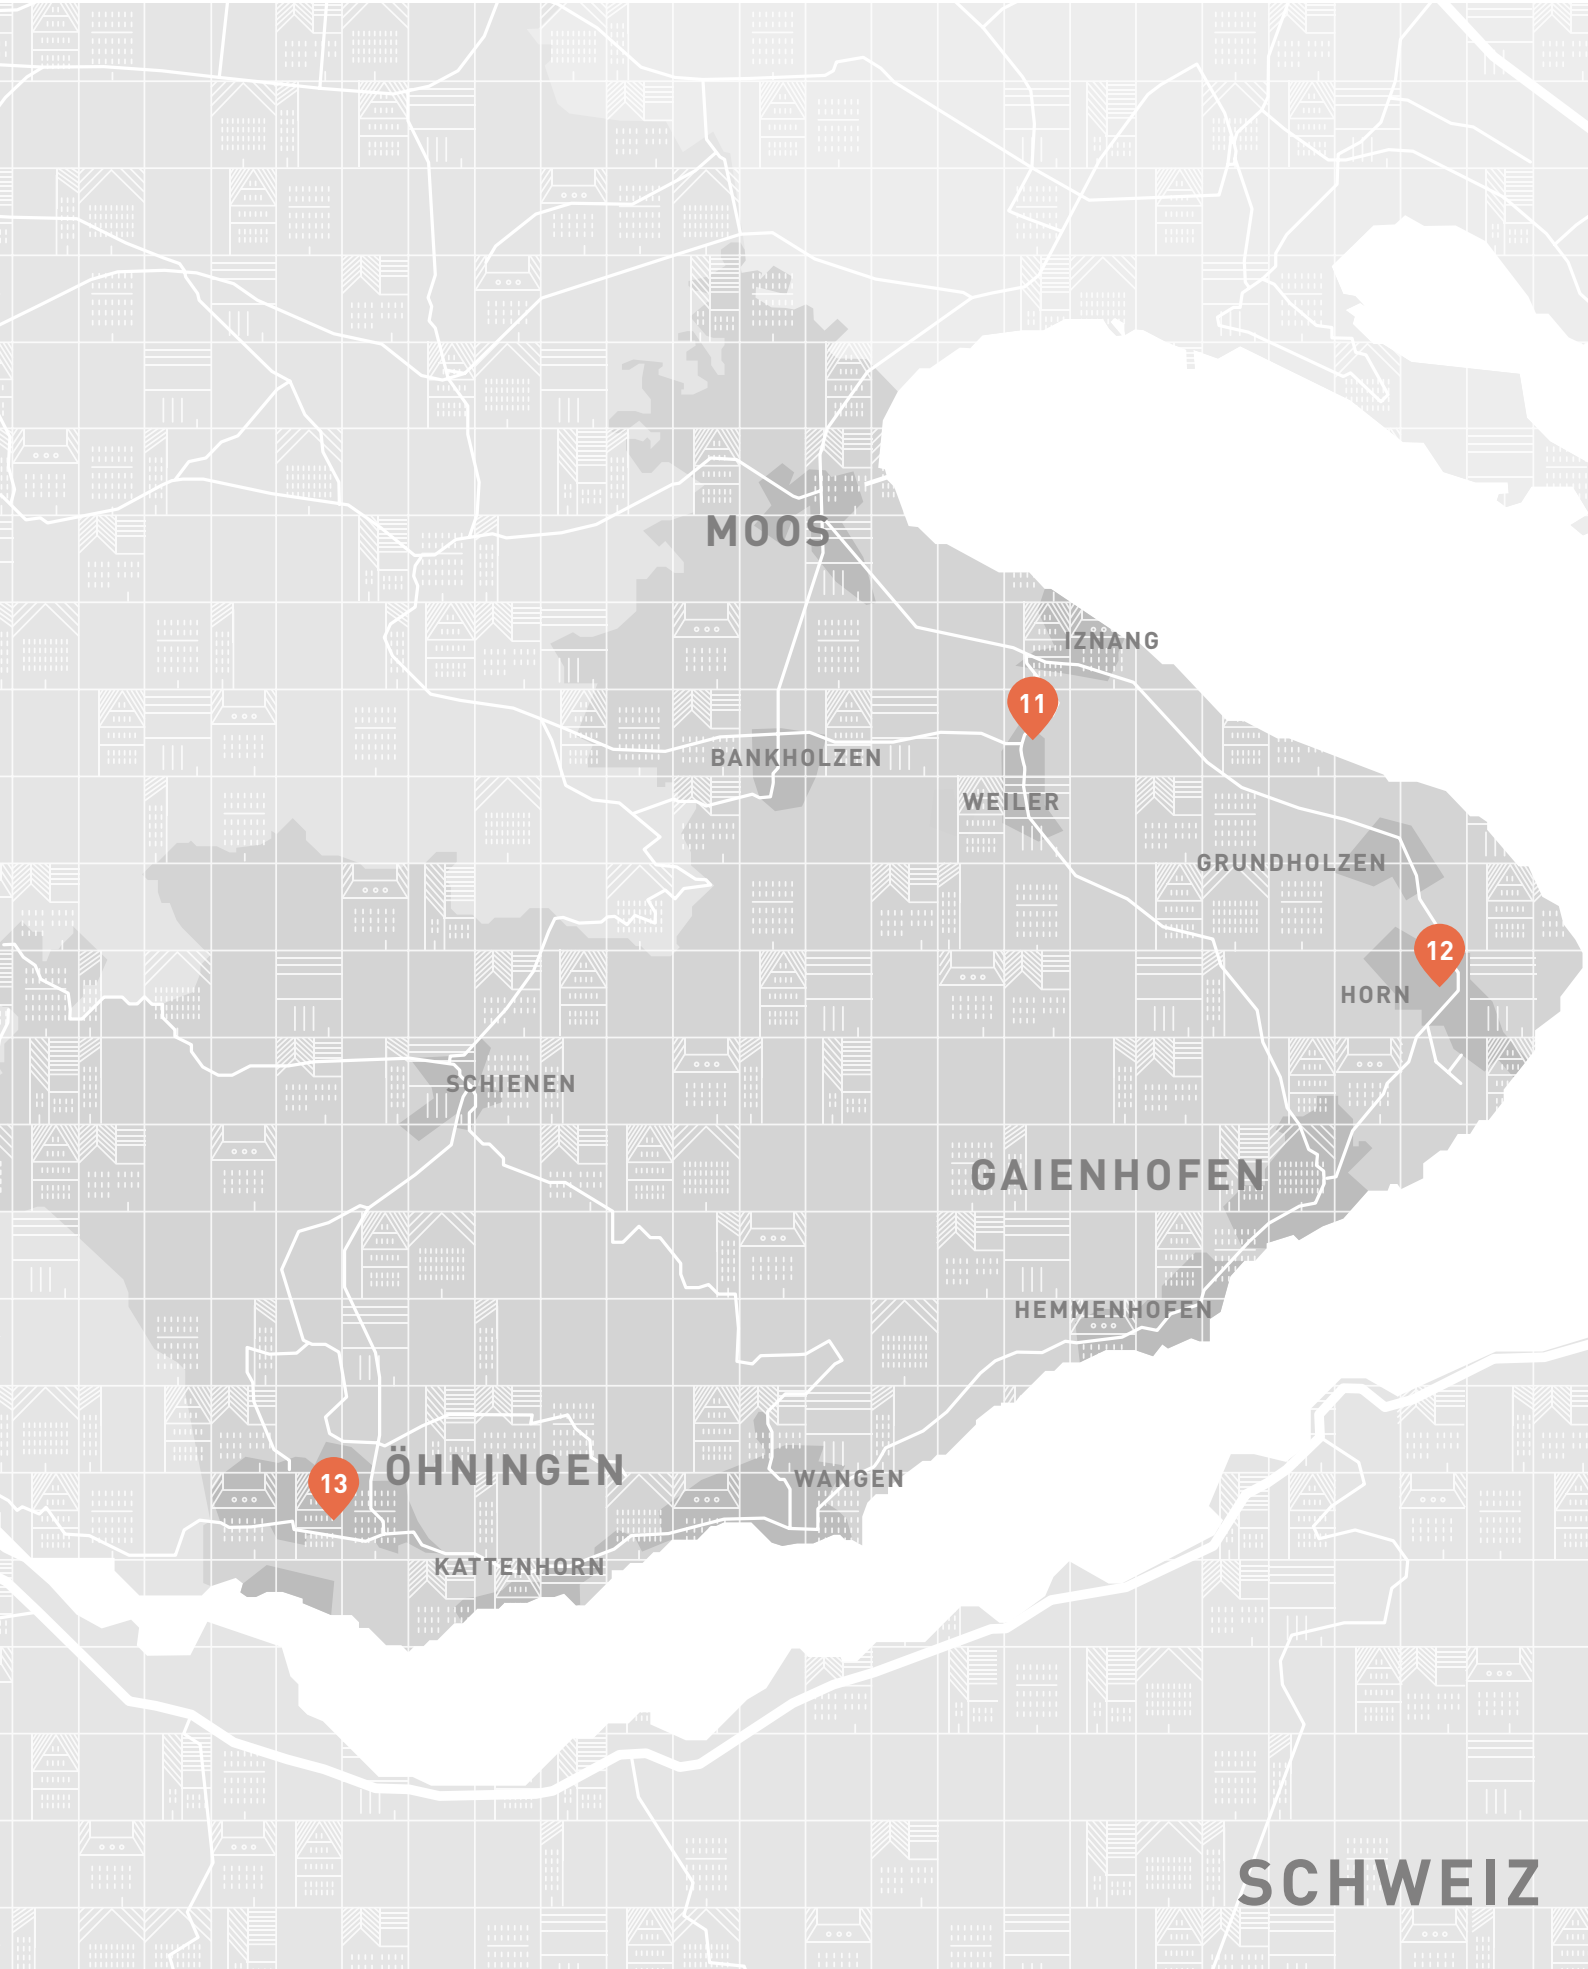 MOOS
IZNANG
11
BANKHOLZEN
WEILER
GRUNDHOLZEN
12
HORN
SCHIENEN
GAIENHOFEN
HEMMENHOFEN
ÖHNINGEN
13
WANGEN
KATTENHORN
SCHWEIZ